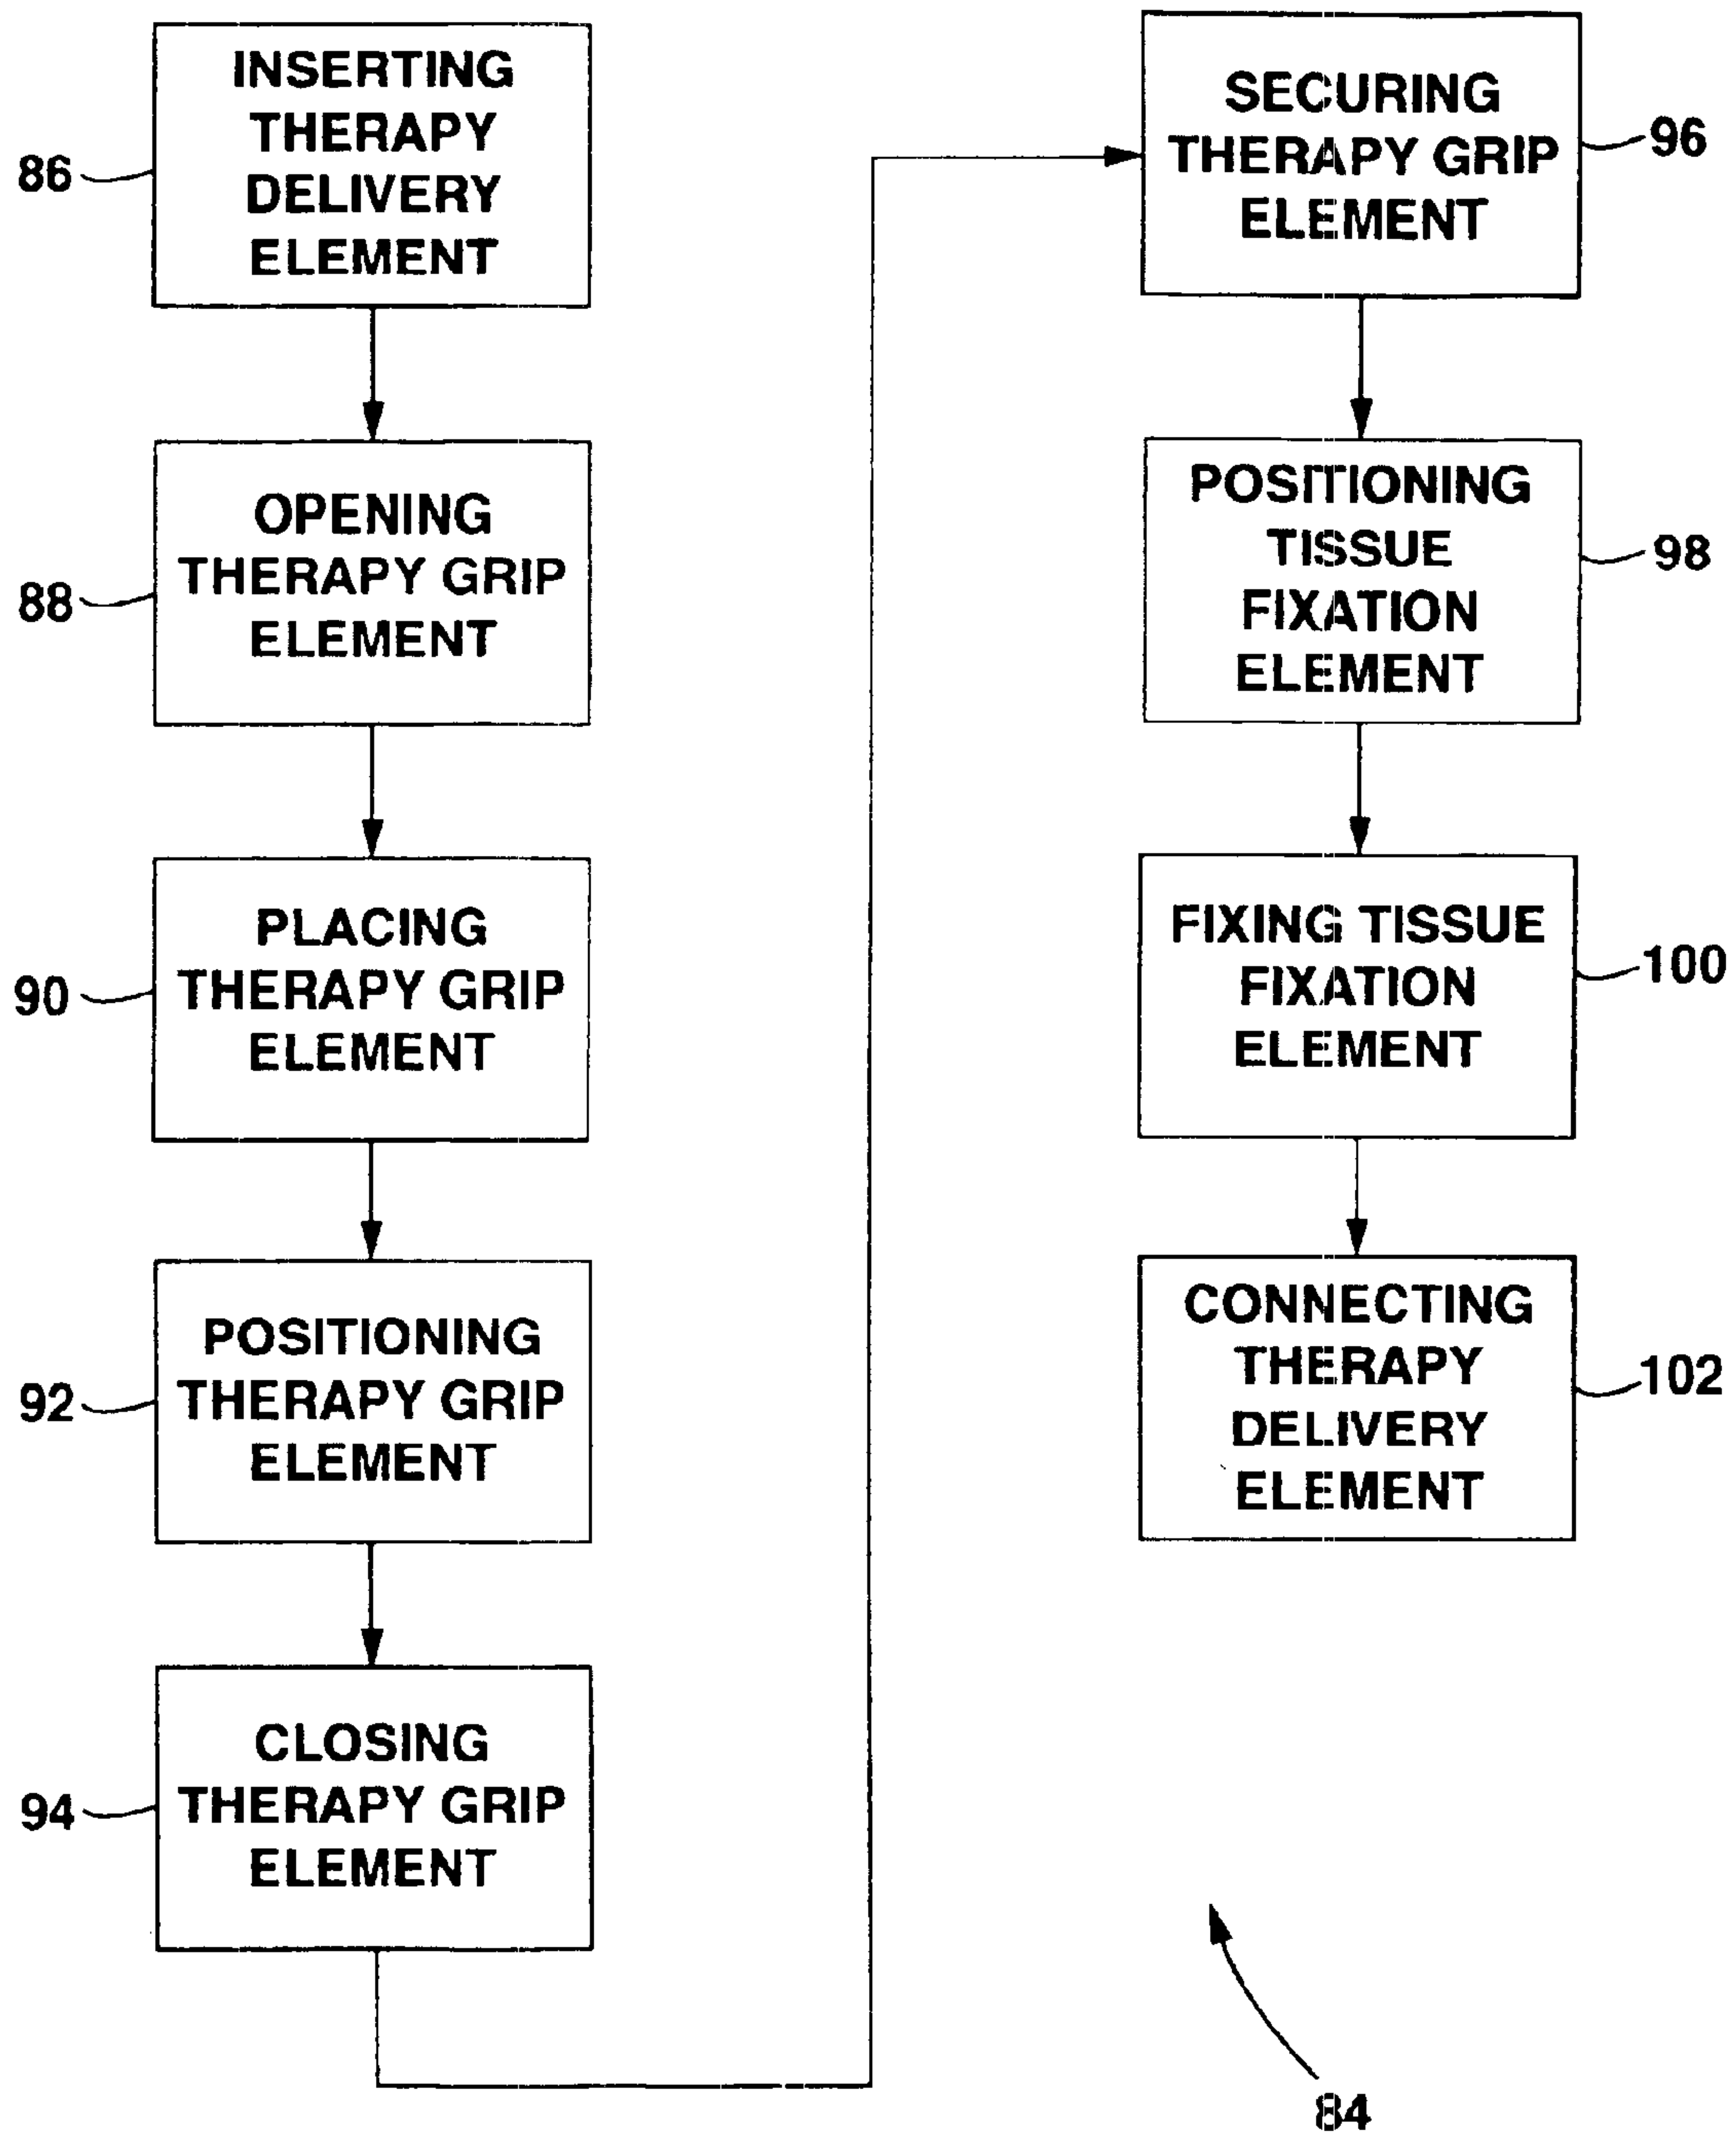 INSERTING
THERAPY
DELIVERY
ELEMENT
86
OPENING
THERAPY GRIP
ELEMENT
88
PLACING
THERAPY GRIP
ELEMENT
90
POSITIONING
THERAPY GRIP
ELEMENT
92
CLOSING
THERAPY GRIP
ELEMENT
94
SECURING
THERAPY GRIP
ELEMENT
96
POSITIONING
TISSUE
FIXATION
ELEMENT
98
FIXING TISSUE
FIXATION
ELEMENT
100
CONNECTING
THERAPY
DELIVERY
ELEMENT
102
84